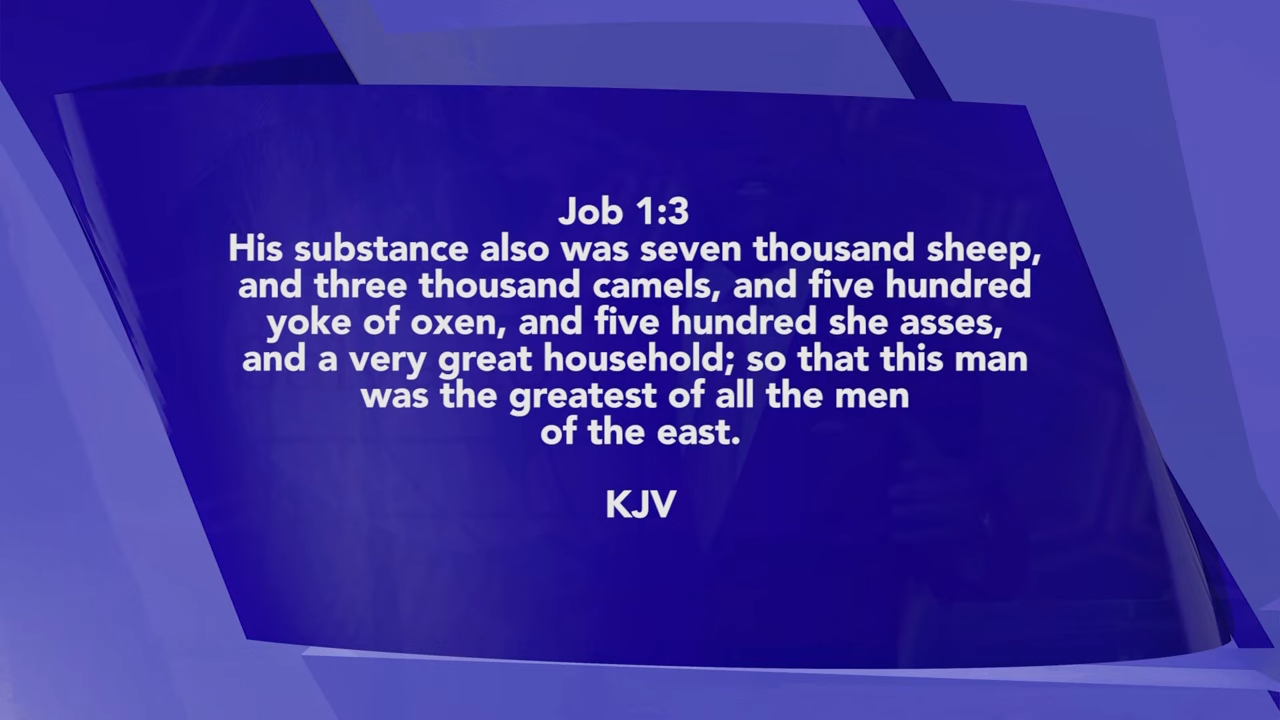 Job 1:3
His substance also was seven thousand sheep,
and three thousand camels, and five hundred
yoke of oxen, and five hundred she asses,
and a very great household; so that this man
was the greatest of all the men
of the east.
KJV